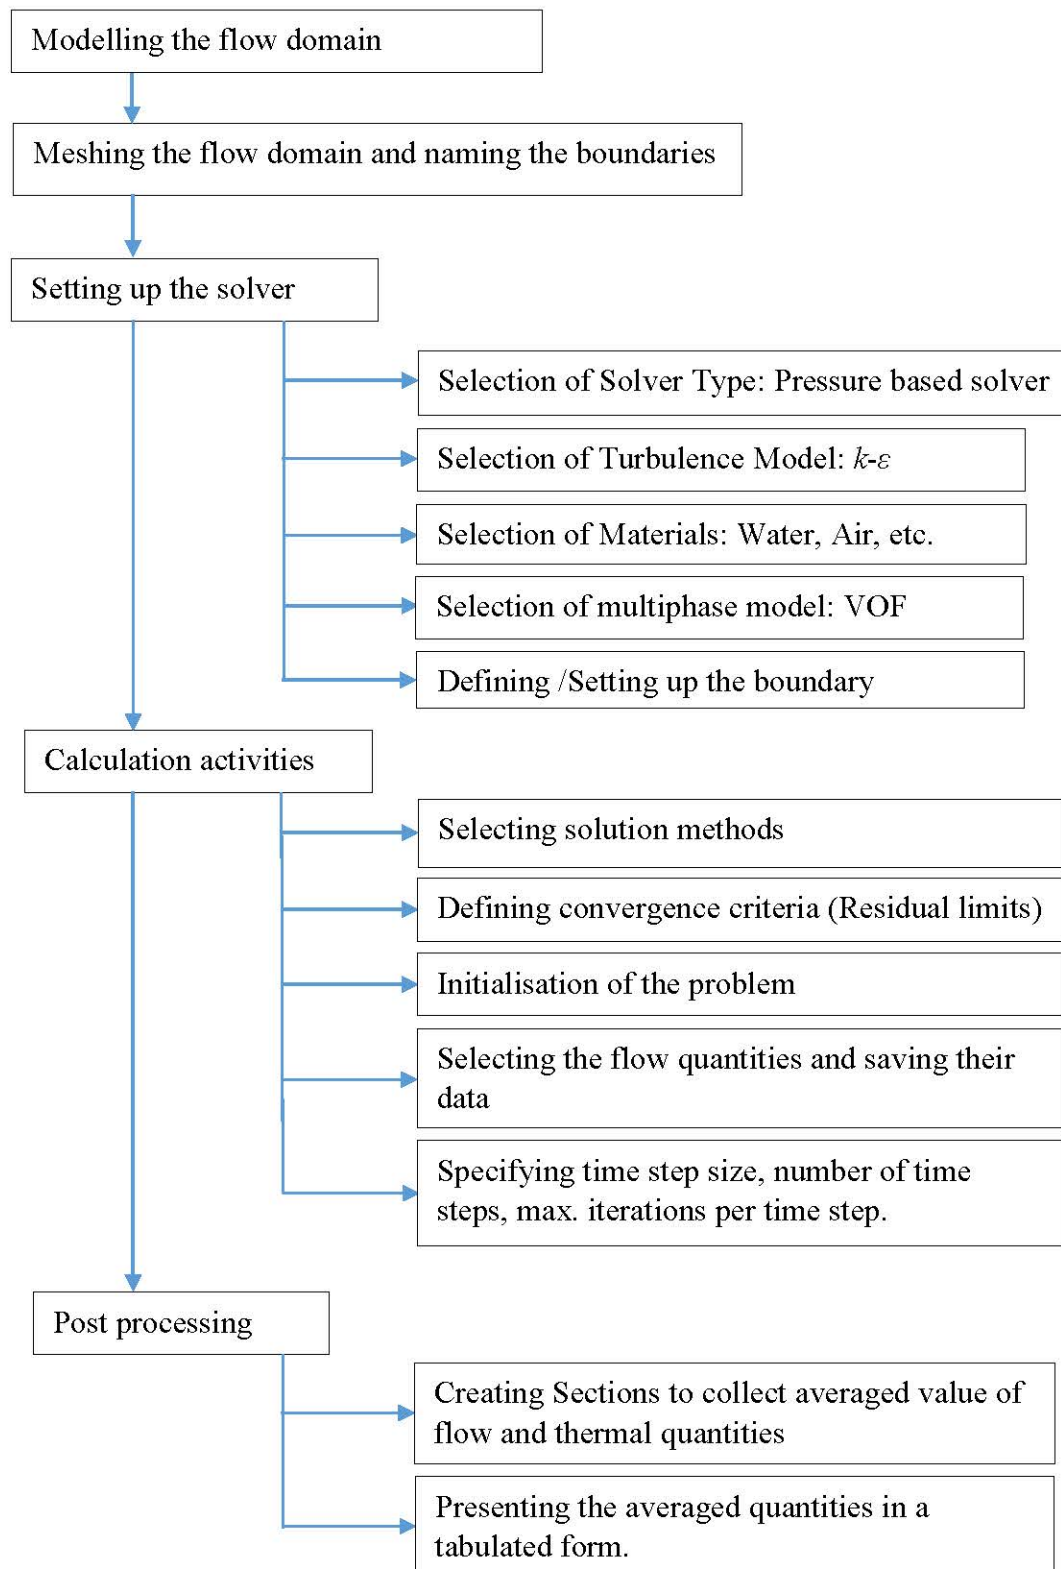 Modelling the flow domain
Meshing the flow domain and naming the boundaries
Setting up the solver
Selection of Solver Type: Pressure based solver
Selection of Turbulence Model: k-ε
Selection of Materials: Water, Air, etc.
Selection of multiphase model: VOF
Defining /Setting up the boundary
Calculation activities
Selecting solution methods
Defining convergence criteria (Residual limits)
Initialisation of the problem
Selecting the flow quantities and saving their
data
Specifying time step size, number of time
steps, max. iterations per time step.
Post processing
Creating Sections to collect averaged value of
flow and thermal quantities
Presenting the averaged quantities in a
tabulated form.